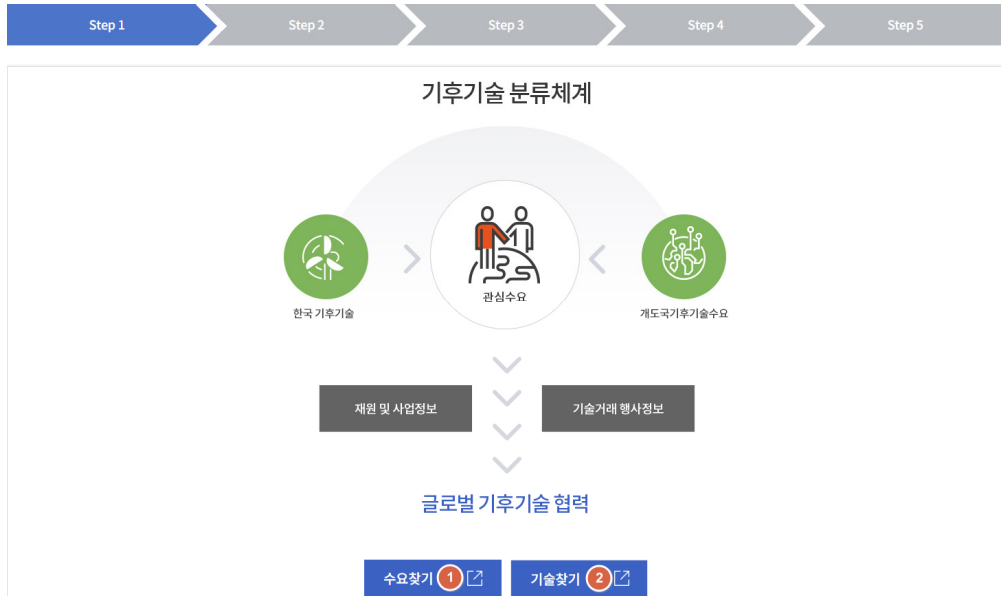 Step 1 Step 2 Step 3 Step 4 Step 5
기후기술 분류체계
관심수요
한국 기후기술
개도국기후기술수요
재원 및 사업정보
기술거래 행사정보
글로벌 기후기술 협력
수요찾기 1
기술찾기 2